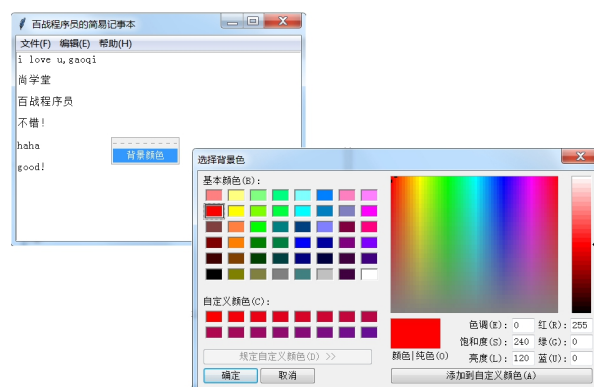 百战程序员的简易记事本
文件(F) 编辑(E) 帮助(H)
i love u,gaoqi
尚学堂
百战程序员
不错!
haha
good!
背景颜色
选择背景色
基本颜色(B):
自定义颜色(C):
规定自定义颜色(D) >>
确定 取消
颜色|纯色(O)
色调(E): 0 红(R): 255
饱和度(S): 240 绿(G): 0
亮度(L): 120 蓝(U): 0
添加到自定义颜色(A)